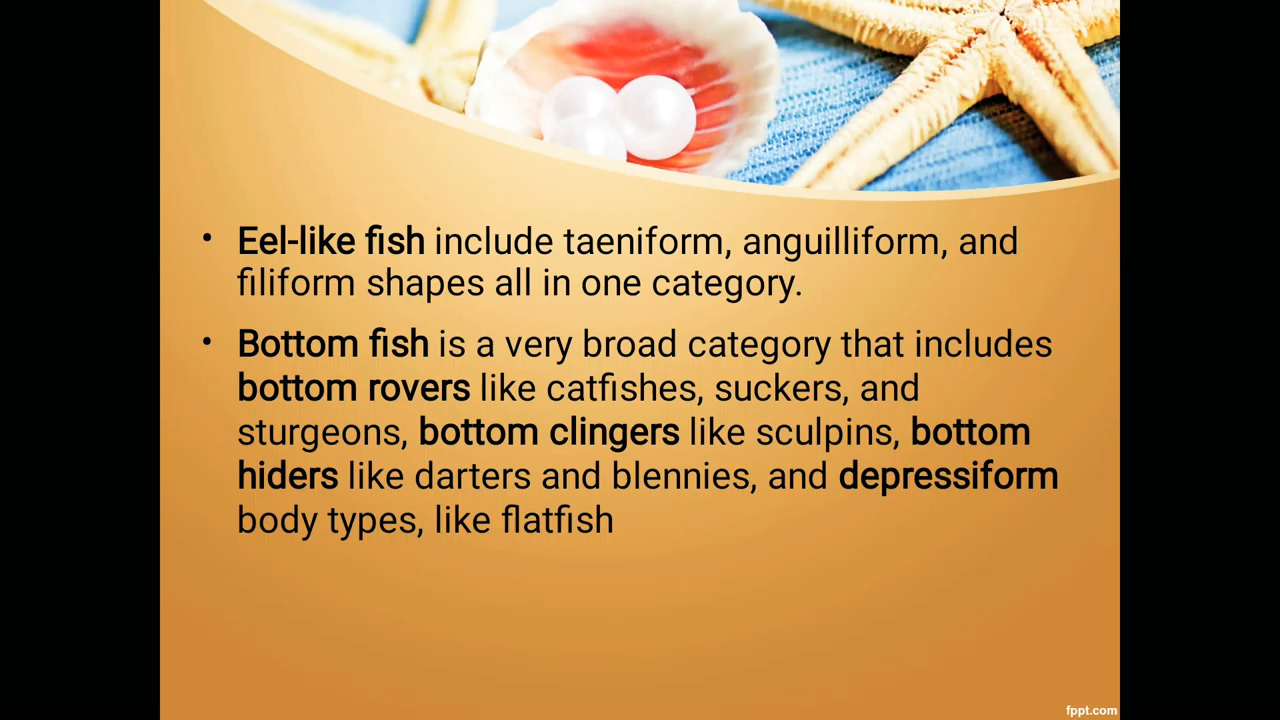 • Eel-like fish include taeniform, anguilliform, and
filiform shapes all in one category.
• Bottom fish is a very broad category that includes
bottom rovers like catfishes, suckers, and
sturgeons, bottom clingers like sculpins, bottom
hiders like darters and blennies, and depressiform
body types, like flatfish
fppt.com